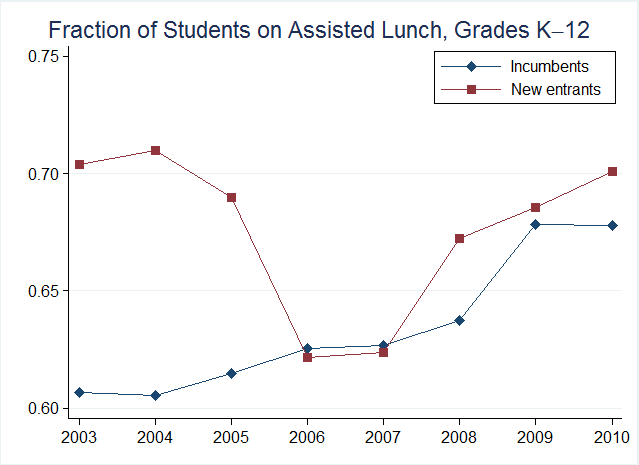 Fraction of Students on Assisted Lunch, Grades K–12
Incumbents
New entrants
0.75
0.70
0.65
0.60
2003 2004 2005 2006 2007 2008 2009 2010